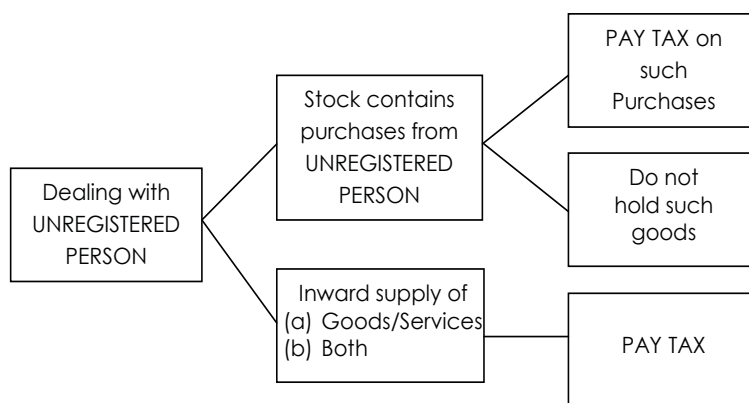 Dealing with
UNREGISTERED
PERSON
Stock contains
purchases from
UNREGISTERED
PERSON
PAY TAX on
such
Purchases
Do not
hold such
goods
Inward supply of
(a) Goods/Services
(b) Both
PAY TAX